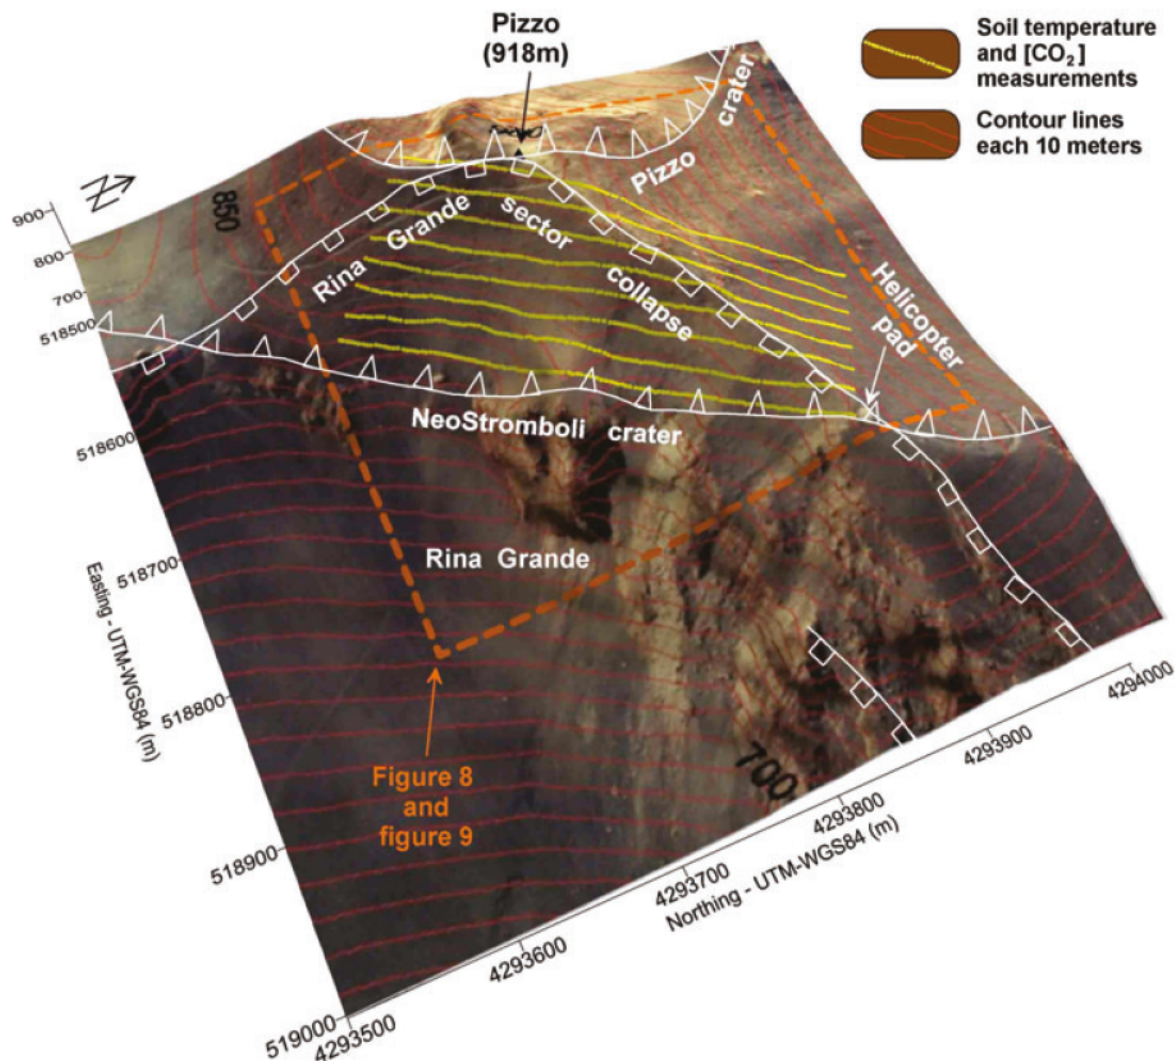 Pizzo
(918m)
Soil temperature
and [CO₂]
measurements
Contour lines
each 10 meters
N
Pizzo crater
850
Rina Grande sector collapse
Helicopter
pad
NeoStromboli crater
Rina Grande
700
Figure 8
and
figure 9
900
800
700
518500
518600
518700
518800
518900
519000
Easting - UTM-WGS84 (m)
4293500
4293600
4293700
4293800
4293900
4294000
Northing - UTM-WGS84 (m)